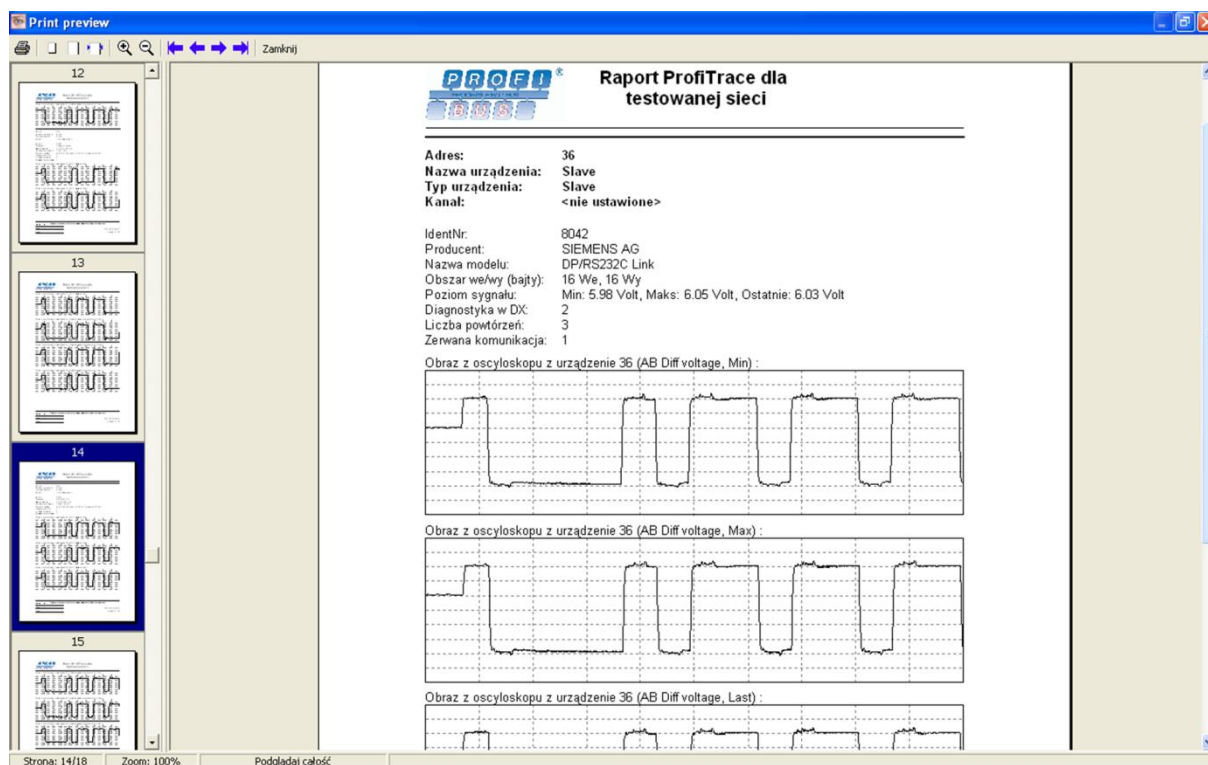 Print preview
Zamknij
12
13
14
15
PROFI ®
BUS
Raport ProfiTrace dla
testowanej sieci
Adres: 36
Nazwa urządzenia: Slave
Typ urządzenia: Slave
Kanał: <nie ustawione>
IdentNr: 8042
Producent: SIEMENS AG
Nazwa modelu: DP/RS232C Link
Obszar we/wy (bajty): 16 We, 16 Wy
Poziom sygnału: Min: 5.98 Volt, Maks: 6.05 Volt, Ostatnie: 6.03 Volt
Diagnostyka w DX: 2
Liczba powtórzeń: 3
Zerwana komunikacja: 1
Obraz z oscyloskopu z urządzenie 36 (AB Diff voltage, Min) :
Obraz z oscyloskopu z urządzenie 36 (AB Diff voltage, Max) :
Obraz z oscyloskopu z urządzenie 36 (AB Diff voltage, Last) :
Strona: 14/18 Zoom: 100% Podglądaj całość